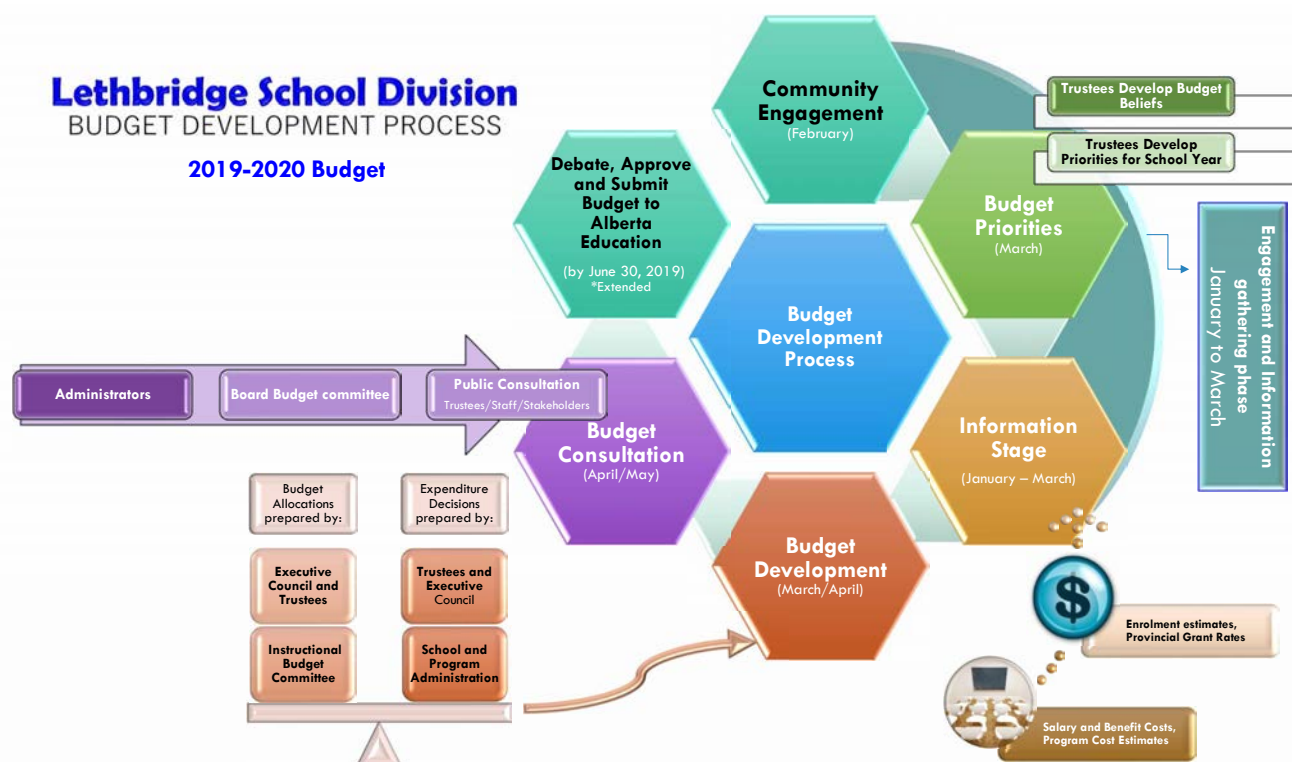 Lethbridge School Division
BUDGET DEVELOPMENT PROCESS
2019-2020 Budget
Community
Engagement
(February)
Trustees Develop Budget
Beliefs
Trustees Develop
Priorities for School Year
Budget
Priorities
(March)
Engagement and Information
gathering phase
January to March
Debate, Approve
and Submit
Budget to
Alberta
Education
(by June 30, 2019)
*Extended
Budget
Development
Process
Administrators
Board Budget committee
Public Consultation
Trustees/Staff/Stakeholders
Budget
Consultation
(April/May)
Information
Stage
(January – March)
Budget
Development
(March/April)
Budget
Allocations
prepared by:
Expenditure
Decisions
prepared by:
Executive
Council and
Trustees
Trustees and
Executive
Council
Instructional
Budget
Committee
School and
Program
Administration
$
Enrolment estimates,
Provincial Grant Rates
Salary and Benefit Costs,
Program Cost Estimates